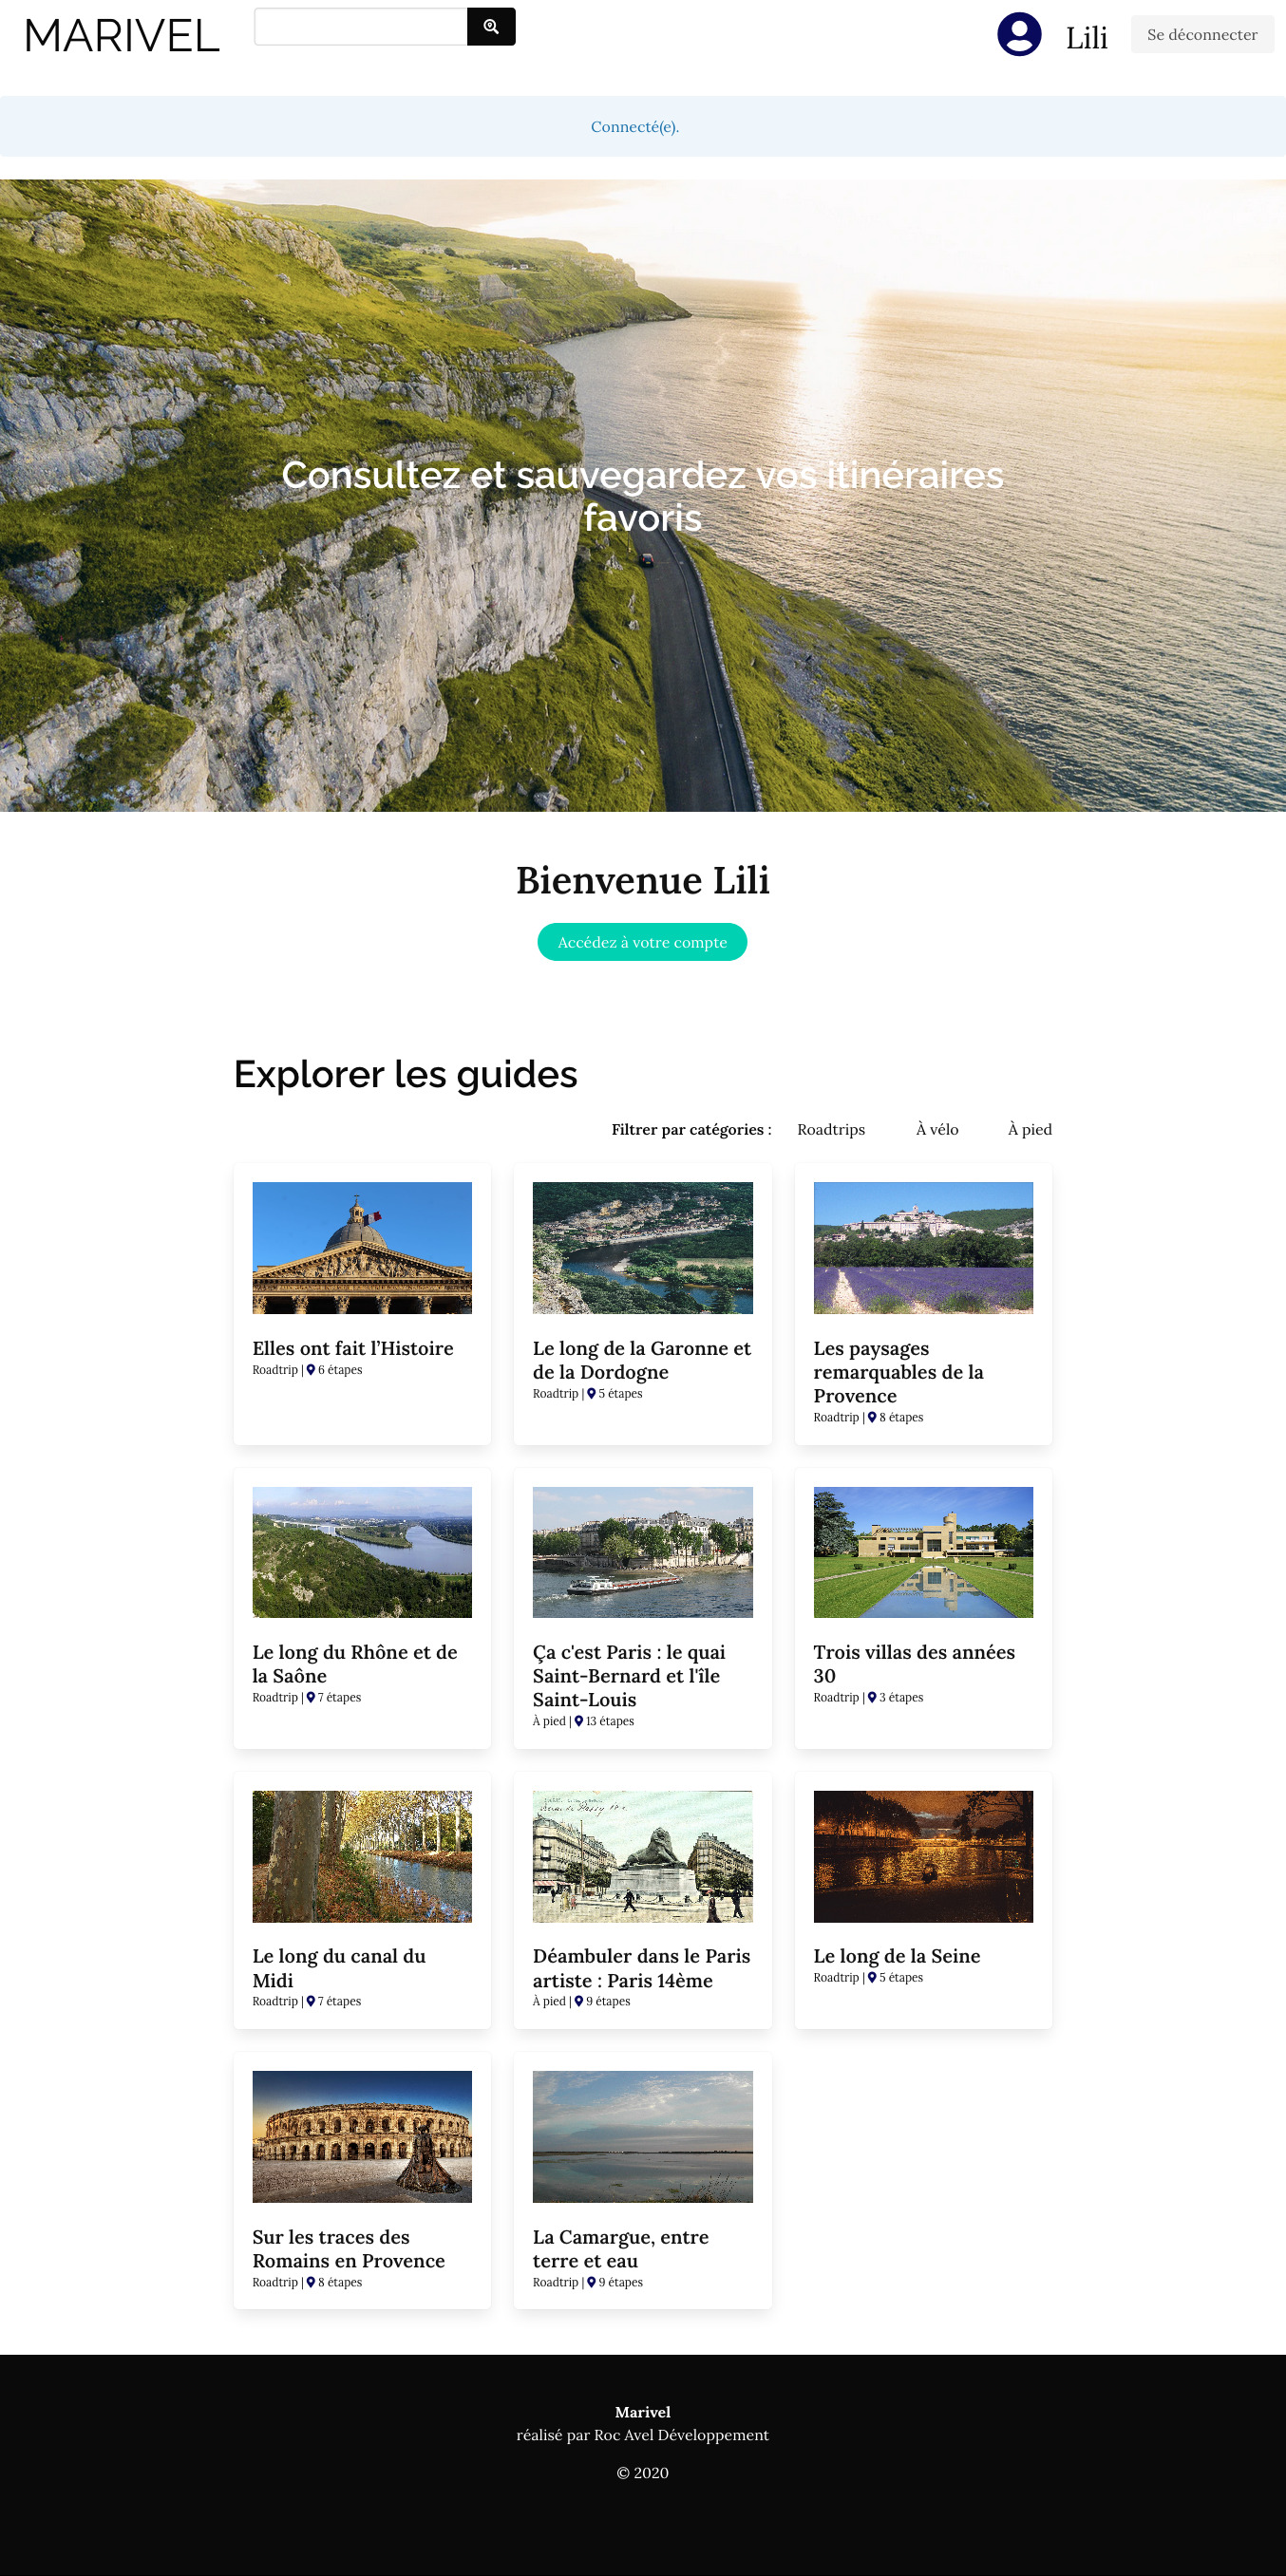 MARIVEL
Lili
Se déconnecter
Connecté(e).
Consultez et sauvegardez vos itinéraires
favoris
Bienvenue Lili
Accédez à votre compte
Explorer les guides
Filtrer par catégories : Roadtrips À vélo À pied
Elles ont fait l’Histoire
Roadtrip | 6 étapes
Le long de la Garonne et
de la Dordogne
Roadtrip | 5 étapes
Les paysages
remarquables de la
Provence
Roadtrip | 8 étapes
Le long du Rhône et de
la Saône
Roadtrip | 7 étapes
Ça c'est Paris : le quai
Saint-Bernard et l'île
Saint-Louis
À pied | 13 étapes
Trois villas des années
30
Roadtrip | 3 étapes
Le long du canal du
Midi
Roadtrip | 7 étapes
Déambuler dans le Paris
artiste : Paris 14ème
À pied | 9 étapes
Le long de la Seine
Roadtrip | 5 étapes
Sur les traces des
Romains en Provence
Roadtrip | 8 étapes
La Camargue, entre
terre et eau
Roadtrip | 9 étapes
Marivel
réalisé par Roc Avel Développement
© 2020